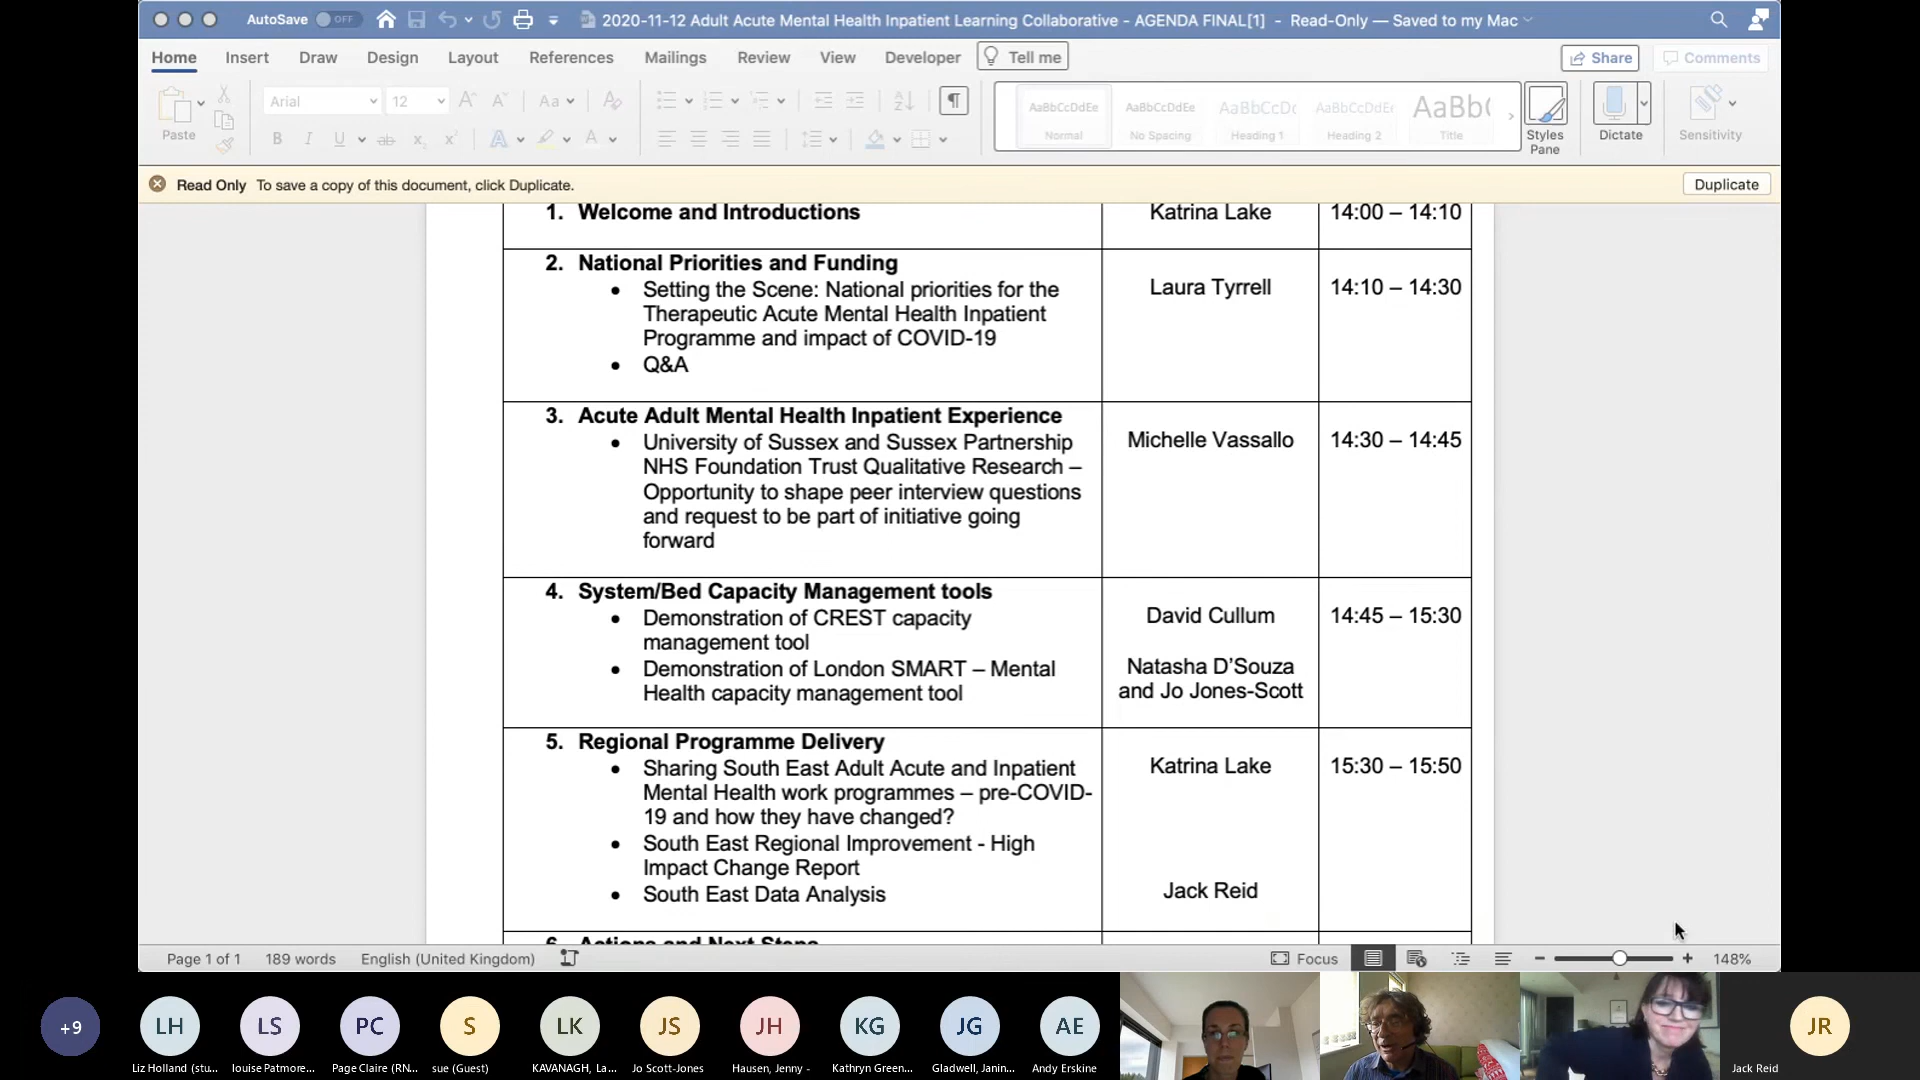 AutoSave OFF 2020-11-12 Adult Acute Mental Health Inpatient Learning Collaborative - AGENDA FINAL[1] - Read-Only — Saved to my Mac
Home Insert Draw Design Layout References Mailings Review View Developer Tell me Share Comments
Paste Arial 12 Aa
AaBbCcDdEe AaBbCcDdEe AaBbCcDc AaBbCcDdEe AaBb(
Normal No Spacing Heading 1 Heading 2 Title
Styles Pane Dictate Sensitivity
Read Only To save a copy of this document, click Duplicate. Duplicate
1. Welcome and Introductions Katrina Lake 14:00 – 14:10
2. National Priorities and Funding
Laura Tyrrell 14:10 – 14:30
• Setting the Scene: National priorities for the
Therapeutic Acute Mental Health Inpatient
Programme and impact of COVID-19
• Q&A
3. Acute Adult Mental Health Inpatient Experience
Michelle Vassallo 14:30 – 14:45
• University of Sussex and Sussex Partnership
NHS Foundation Trust Qualitative Research –
Opportunity to shape peer interview questions
and request to be part of initiative going
forward
4. System/Bed Capacity Management tools
• Demonstration of CREST capacity
management tool
David Cullum 14:45 – 15:30
• Demonstration of London SMART – Mental
Health capacity management tool
Natasha D’Souza
and Jo Jones-Scott
5. Regional Programme Delivery
• Sharing South East Adult Acute and Inpatient
Mental Health work programmes – pre-COVID-
19 and how they have changed?
Katrina Lake 15:30 – 15:50
• South East Regional Improvement - High
Impact Change Report
• South East Data Analysis
Jack Reid
6. Actions and Next Steps
Page 1 of 1 189 words English (United Kingdom) Focus 148%
+9 LH LS PC S LK JS JH KG JG AE JR
Liz Holland (stu... louise Patmore... Page Claire (RN... sue (Guest) KAVANAGH, La... Jo Scott-Jones Hausen, Jenny - Kathryn Green... Gladwell, Janin... Andy Erskine Jack Reid